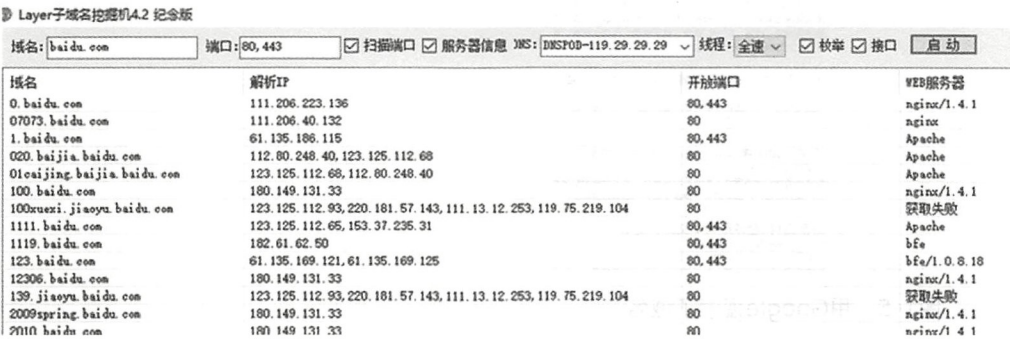 Layer子域名挖掘机4.2 纪念版
域名: baidu.com 端口: 80,443 扫描端口 服务器信息 DNS: DNSPOD-119.29.29.29 线程: 全速 枚举 接口 启动
域名 解析IP 开放端口 WEB服务器
0.baidu.com 111.206.223.136 80,443 nginx/1.4.1
07073.baidu.com 111.206.40.132 80 nginx
1.baidu.com 61.135.186.115 80,443 Apache
020.baijia.baidu.com 112.80.248.40,123.125.112.68 80 Apache
01caijing.baijia.baidu.com 123.125.112.68,112.80.248.40 80 Apache
100.baidu.com 180.149.131.33 80 nginx/1.4.1
100xuexi.jiaoyu.baidu.com 123.125.112.93,220.181.57.143,111.13.12.253,119.75.219.104 80 获取失败
1111.baidu.com 123.125.112.65,153.37.235.31 80,443 Apache
1119.baidu.com 182.61.62.50 80,443 bfe
123.baidu.com 61.135.169.121,61.135.169.125 80,443 bfe/1.0.8.18
12306.baidu.com 180.149.131.33 80 nginx/1.4.1
139.jiaoyu.baidu.com 123.125.112.93,220.181.57.143,111.13.12.253,119.75.219.104 80 获取失败
2009spring.baidu.com 180.149.131.33 80 nginx/1.4.1
2010.baidu.com 180.149.131.33 80 nginx/1.4.1